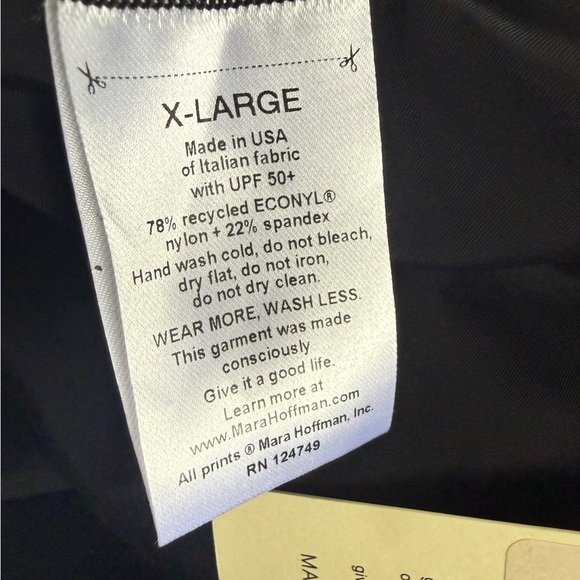 X-LARGE
Made in USA
of Italian fabric
with UPF 50+
78% recycled ECONYL®
nylon + 22% spandex
Hand wash cold, do not bleach,
dry flat, do not iron,
do not dry clean.
WEAR MORE, WASH LESS.
This garment was made
consciously
Give it a good life.
Learn more at
www.MaraHoffman.com
All prints ® Mara Hoffman, Inc.
RN 124749
MA